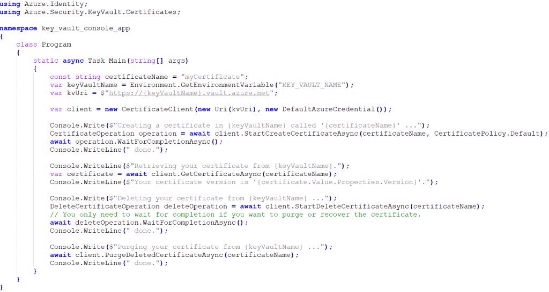 using Azure.Identity;
using Azure.Security.KeyVault.Certificates;
namespace key_vault_console_app
{
class Program
{
static async Task Main(string[] args)
{
const string certificateName = "myCertificate";
var keyVaultName = Environment.GetEnvironmentVariable("KEY_VAULT_NAME");
var kvUri = $"https://{keyVaultName}.vault.azure.net";
var client = new CertificateClient(new Uri(kvUri), new DefaultAzureCredential());
Console.Write($"Creating a certificate in {keyVaultName} called '{certificateName}' ...");
CertificateOperation operation = await client.StartCreateCertificateAsync(certificateName, CertificatePolicy.Default);
await operation.WaitForCompletionAsync();
Console.WriteLine(" done.");
Console.WriteLine($"Retrieving your certificate from {keyVaultName}.");
var certificate = await client.GetCertificateAsync(certificateName);
Console.WriteLine($"Your certificate version is '{certificate.Value.Properties.Version}'.");
Console.Write($"Deleting your certificate from {keyVaultName} ...");
DeleteCertificateOperation deleteOperation = await client.StartDeleteCertificateAsync(certificateName);
// You only need to wait for completion if you want to purge or recover the certificate.
await deleteOperation.WaitForCompletionAsync();
Console.WriteLine(" done.");
Console.Write($"Purging your certificate from {keyVaultName} ...");
await client.PurgeDeletedCertificateAsync(certificateName);
Console.WriteLine(" done.");
}
}
}